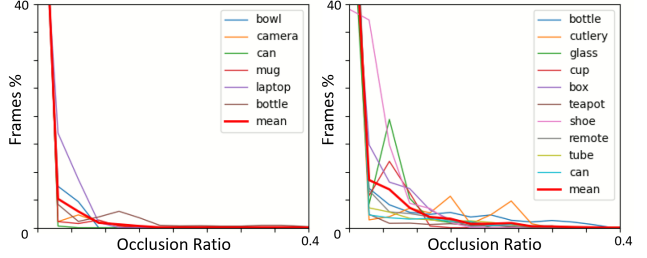 40
Frames %
0
bowl
camera
can
mug
laptop
bottle
mean
Occlusion Ratio
0.4
40
Frames %
0
bottle
cutlery
glass
cup
box
teapot
shoe
remote
tube
can
mean
Occlusion Ratio
0.4